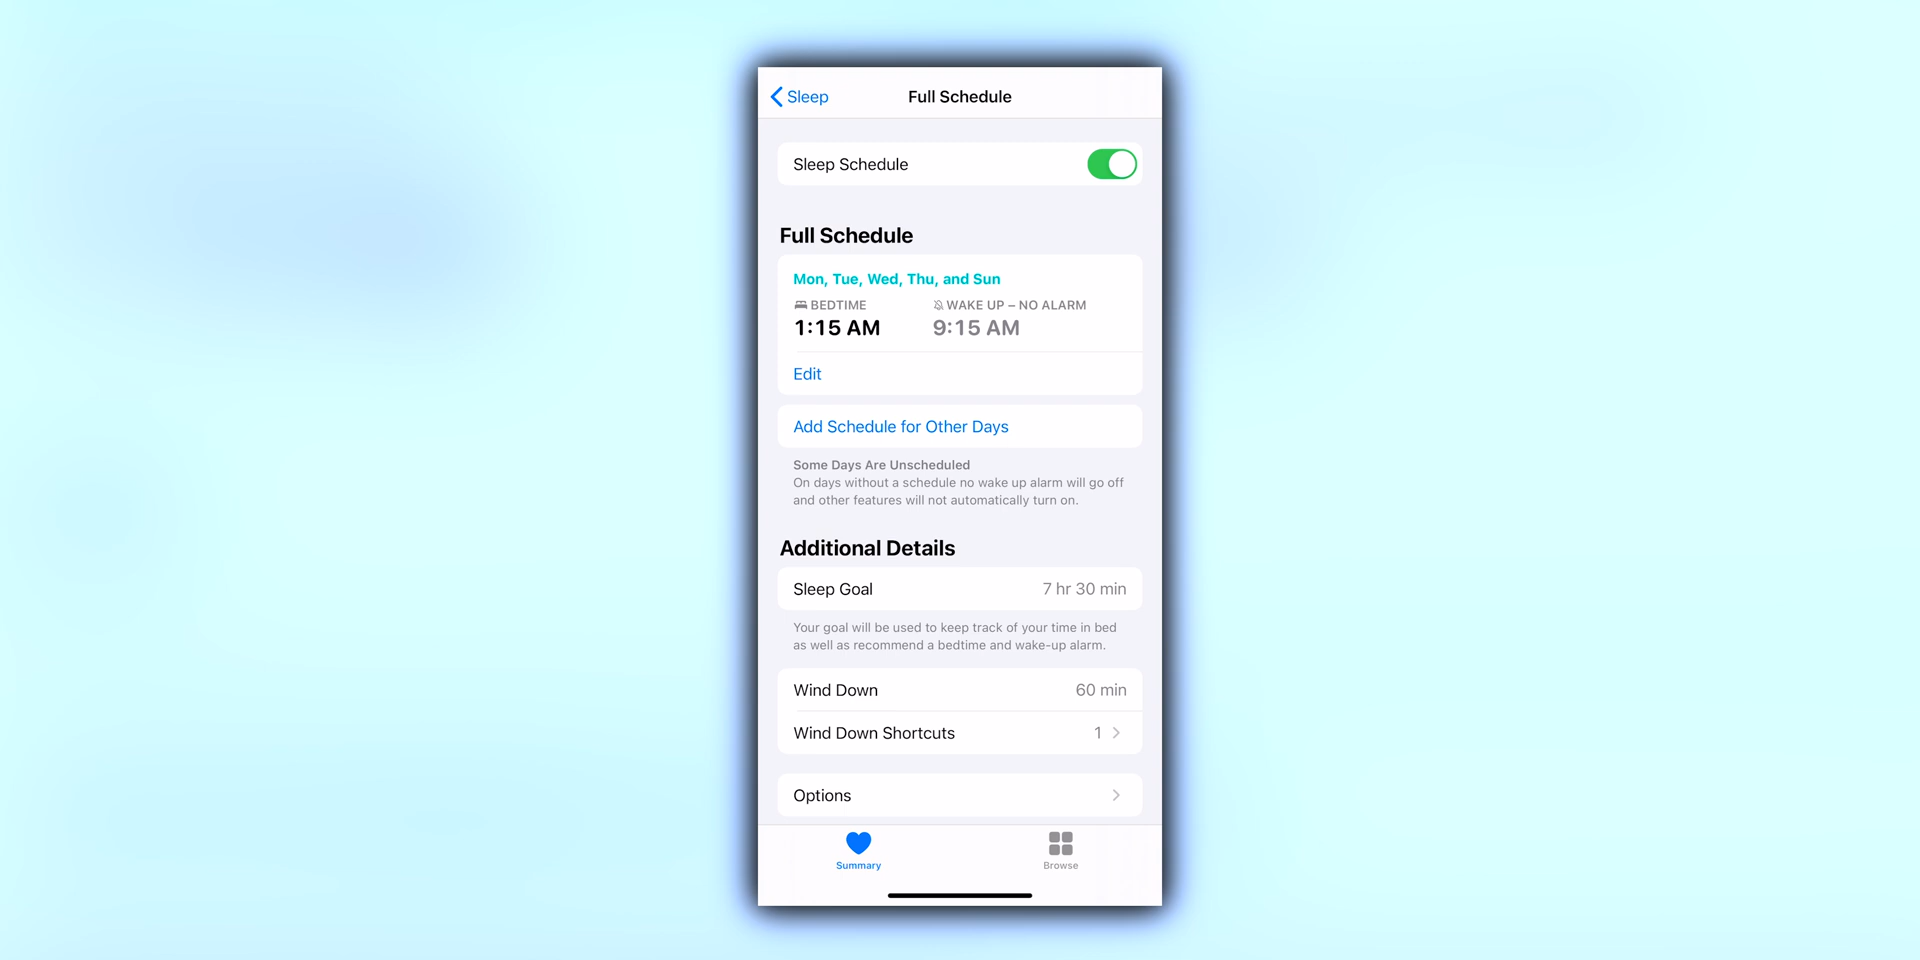 Sleep
Full Schedule
Sleep Schedule
Full Schedule
Mon, Tue, Wed, Thu, and Sun
BEDTIME
WAKE UP – NO ALARM
1:15 AM
9:15 AM
Edit
Add Schedule for Other Days
Some Days Are Unscheduled
On days without a schedule no wake up alarm will go off
and other features will not automatically turn on.
Additional Details
Sleep Goal
7 hr 30 min
Your goal will be used to keep track of your time in bed
as well as recommend a bedtime and wake-up alarm.
Wind Down
60 min
Wind Down Shortcuts
1
Options
Summary
Browse